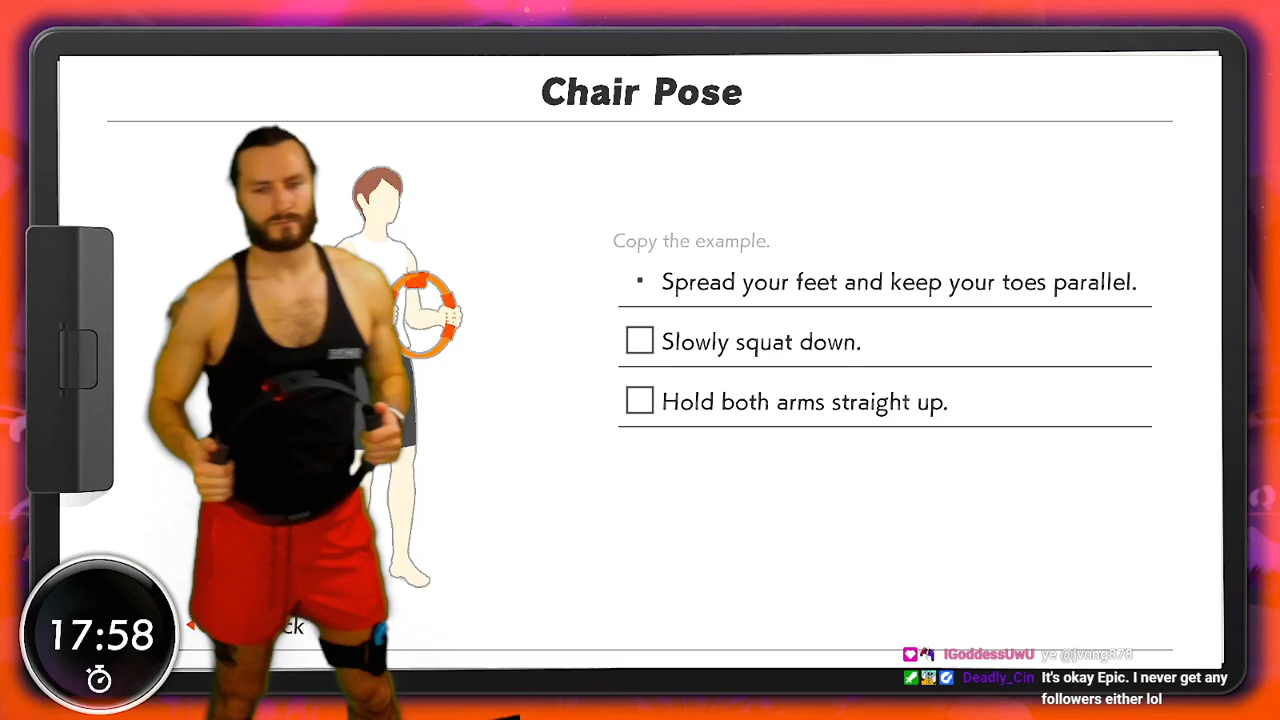 Chair Pose
Copy the example.
· Spread your feet and keep your toes parallel.
Slowly squat down.
Hold both arms straight up.
17:58
ck
IGoddessUwU ye @jvong878
Deadly_Cin It's okay Epic. I never get any
followers either lol